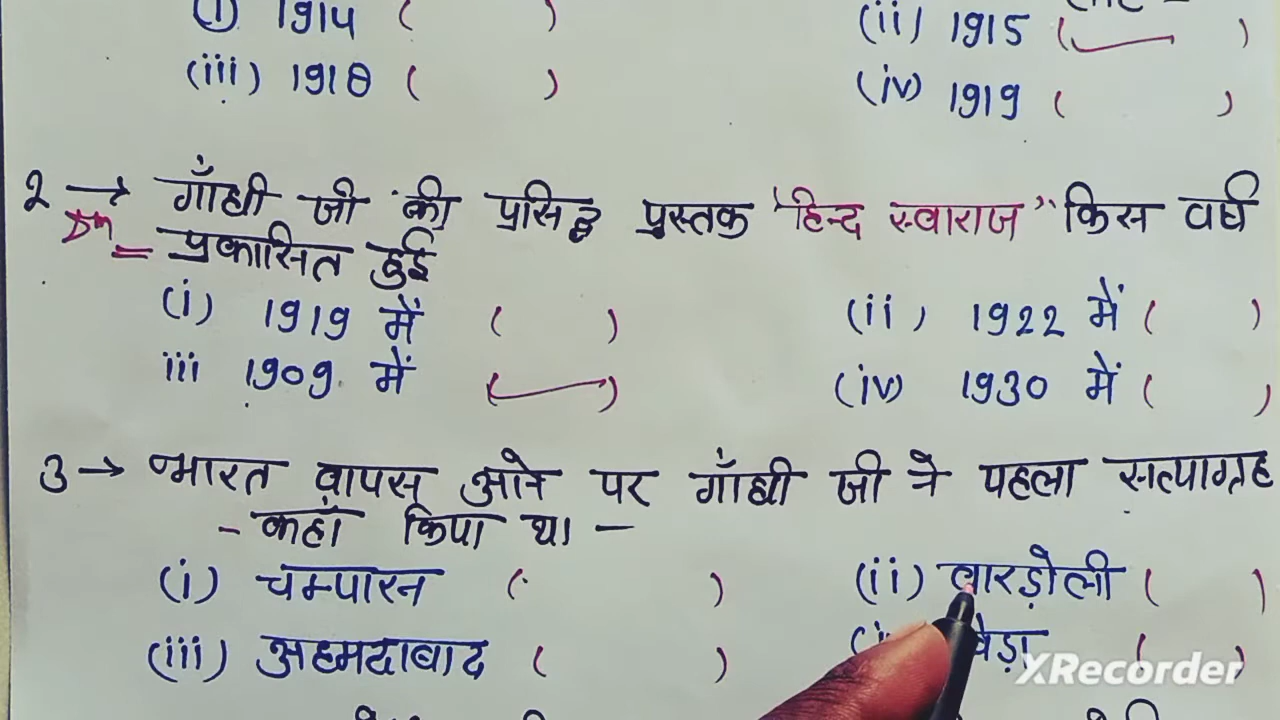 (i) 1914 ( ) (ii) 1915 ( )
(iii) 1918 ( ) (iv) 1919 ( )
2 → गाँधी जी की प्रसिद्ध पुस्तक "हिन्द स्वाराज" किस वर्ष
प्रकासित हुई
(i) 1919 में ( ) (ii) 1922 में ( )
iii 1909 में ( ) (iv) 1930 में ( )
3 → भारत वापस आने पर गाँधी जी ने पहला सत्याग्रह
- कहाँ किया था। -
(i) चम्पारन ( ) (ii) वारड़ोली ( )
(iii) अहमदाबाद ( ) ( )
XRecorder